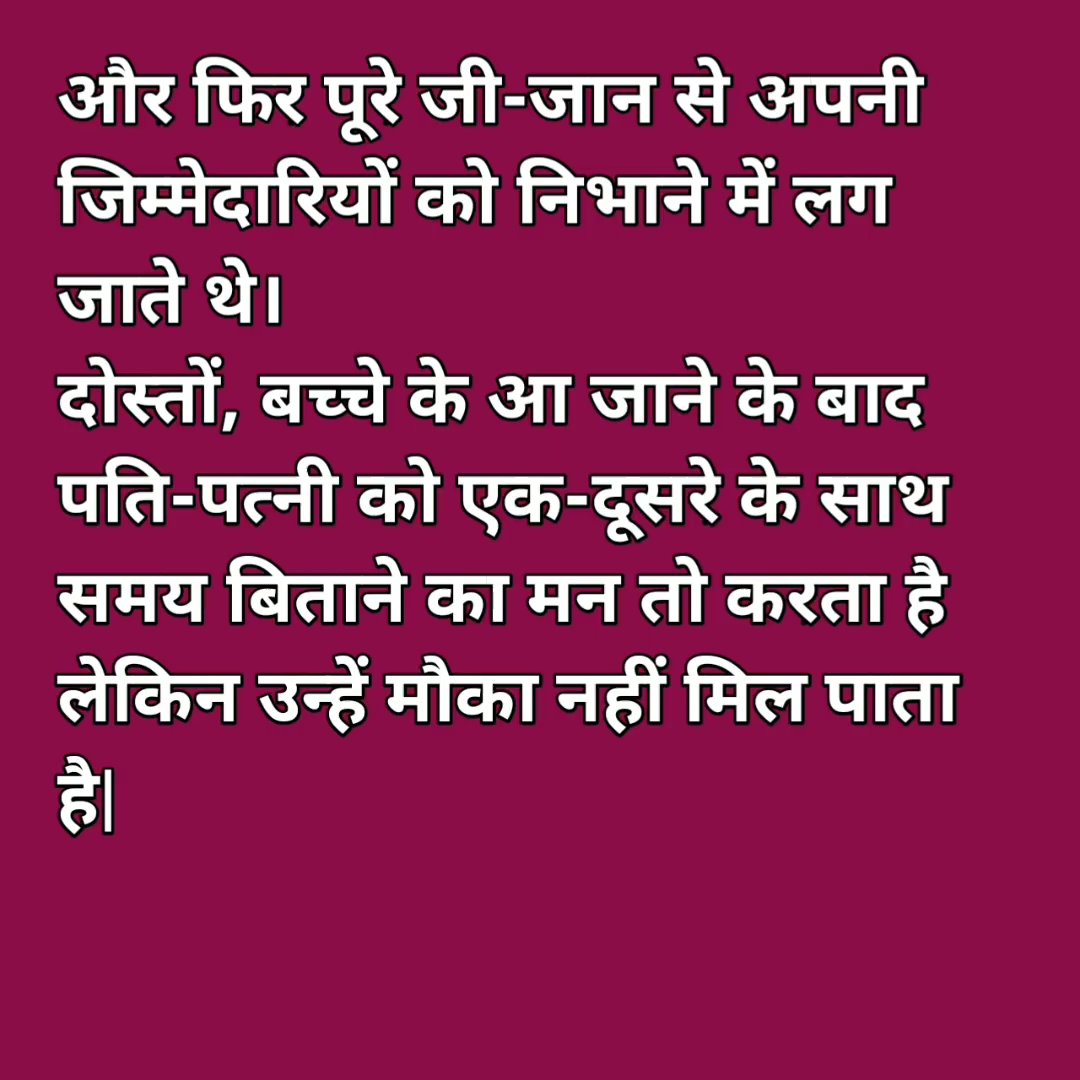 और फिर पूरे जी-जान से अपनी
जिम्मेदारियों को निभाने में लग
जाते थे।
दोस्तों, बच्चे के आ जाने के बाद
पति-पत्नी को एक-दूसरे के साथ
समय बिताने का मन तो करता है
लेकिन उन्हें मौका नहीं मिल पाता
है|